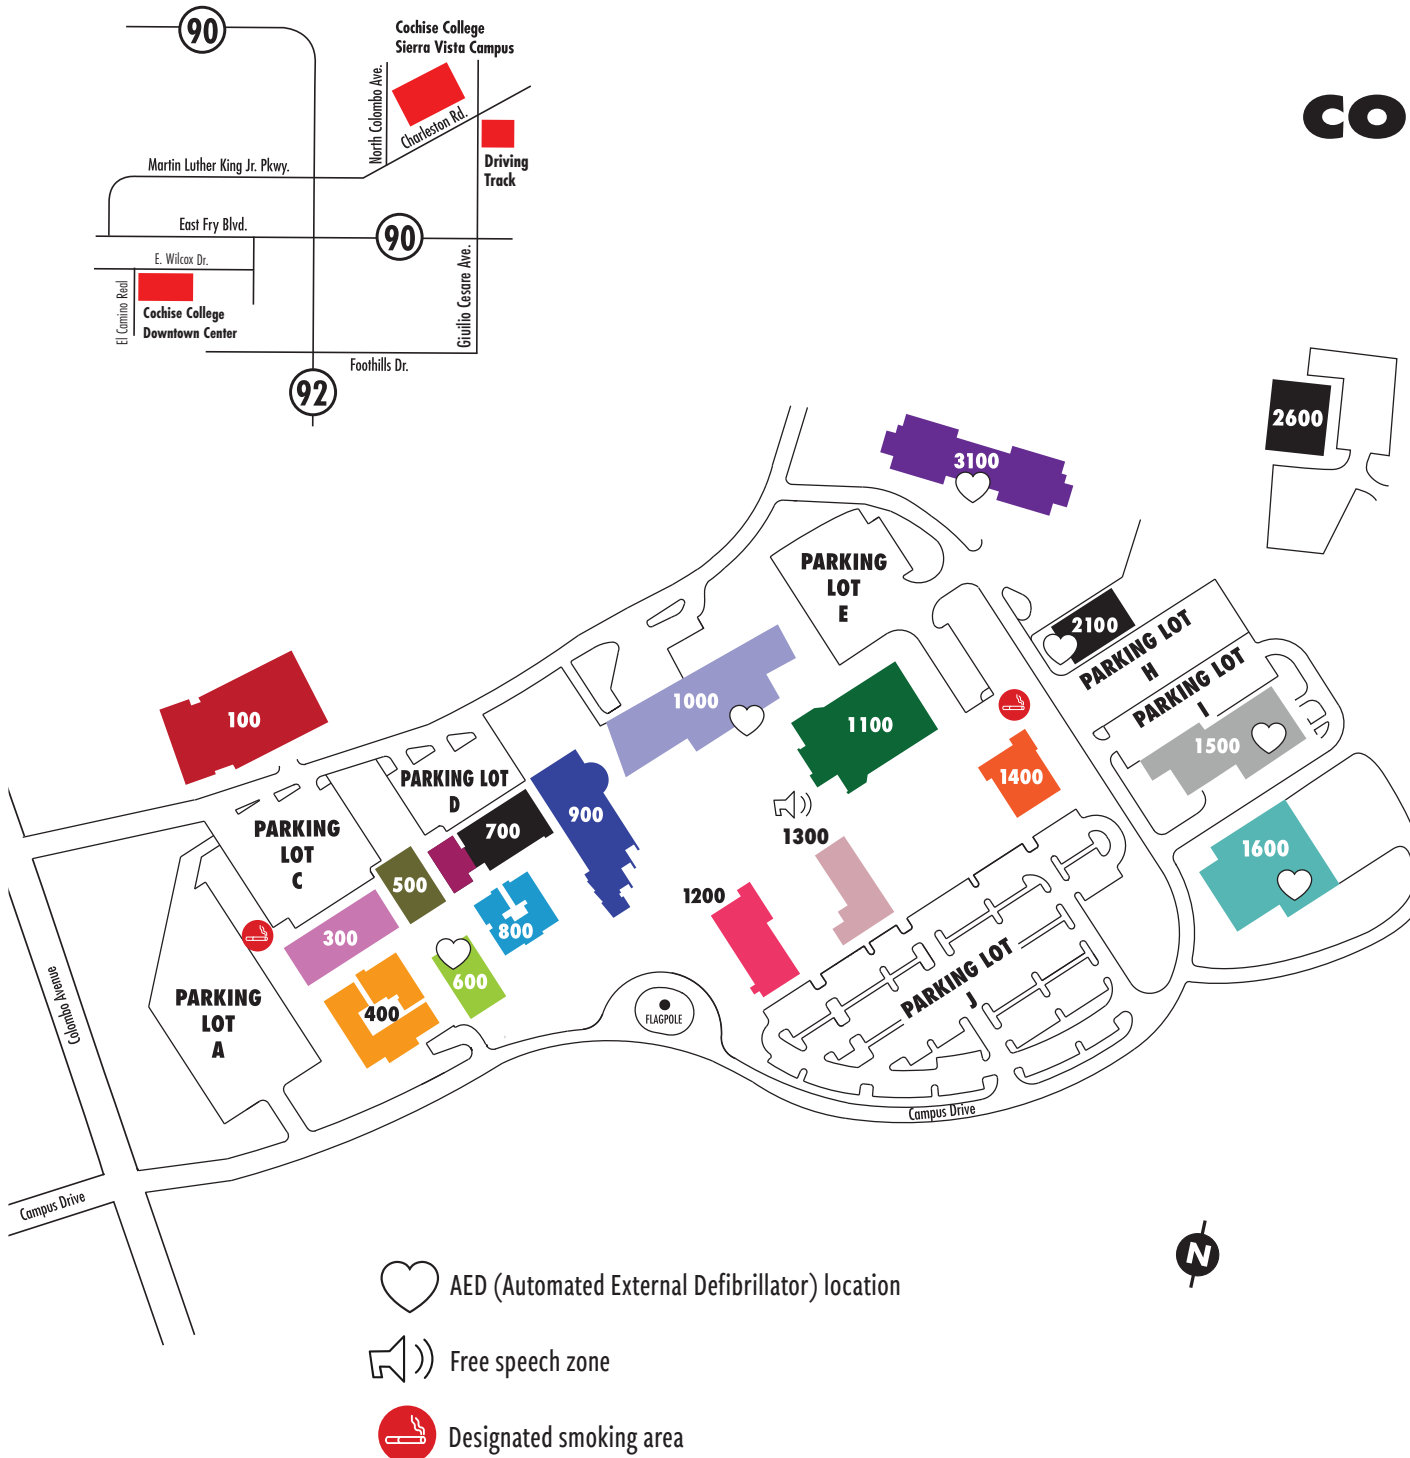 90
Cochise College
Sierra Vista Campus
CO
North Colombo Ave.
Charleston Rd.
Driving
Track
Martin Luther King Jr. Pkwy.
East Fry Blvd.
90
E. Wilcox Dr.
El Camino Real
Cochise College
Downtown Center
Giuilio Cesare Ave.
Foothills Dr.
92
2600
3100
PARKING
LOT
E
2100
PARKING LOT
H
PARKING LOT
I
1500
100
1000
1100
1400
PARKING LOT
D
900
700
PARKING
LOT
C
500
1300
1600
1200
300
800
600
400
PARKING LOT
J
PARKING
LOT
A
FLAGPOLE
Colombo Avenue
Campus Drive
Campus Drive
N
AED (Automated External Defibrillator) location
Free speech zone
Designated smoking area